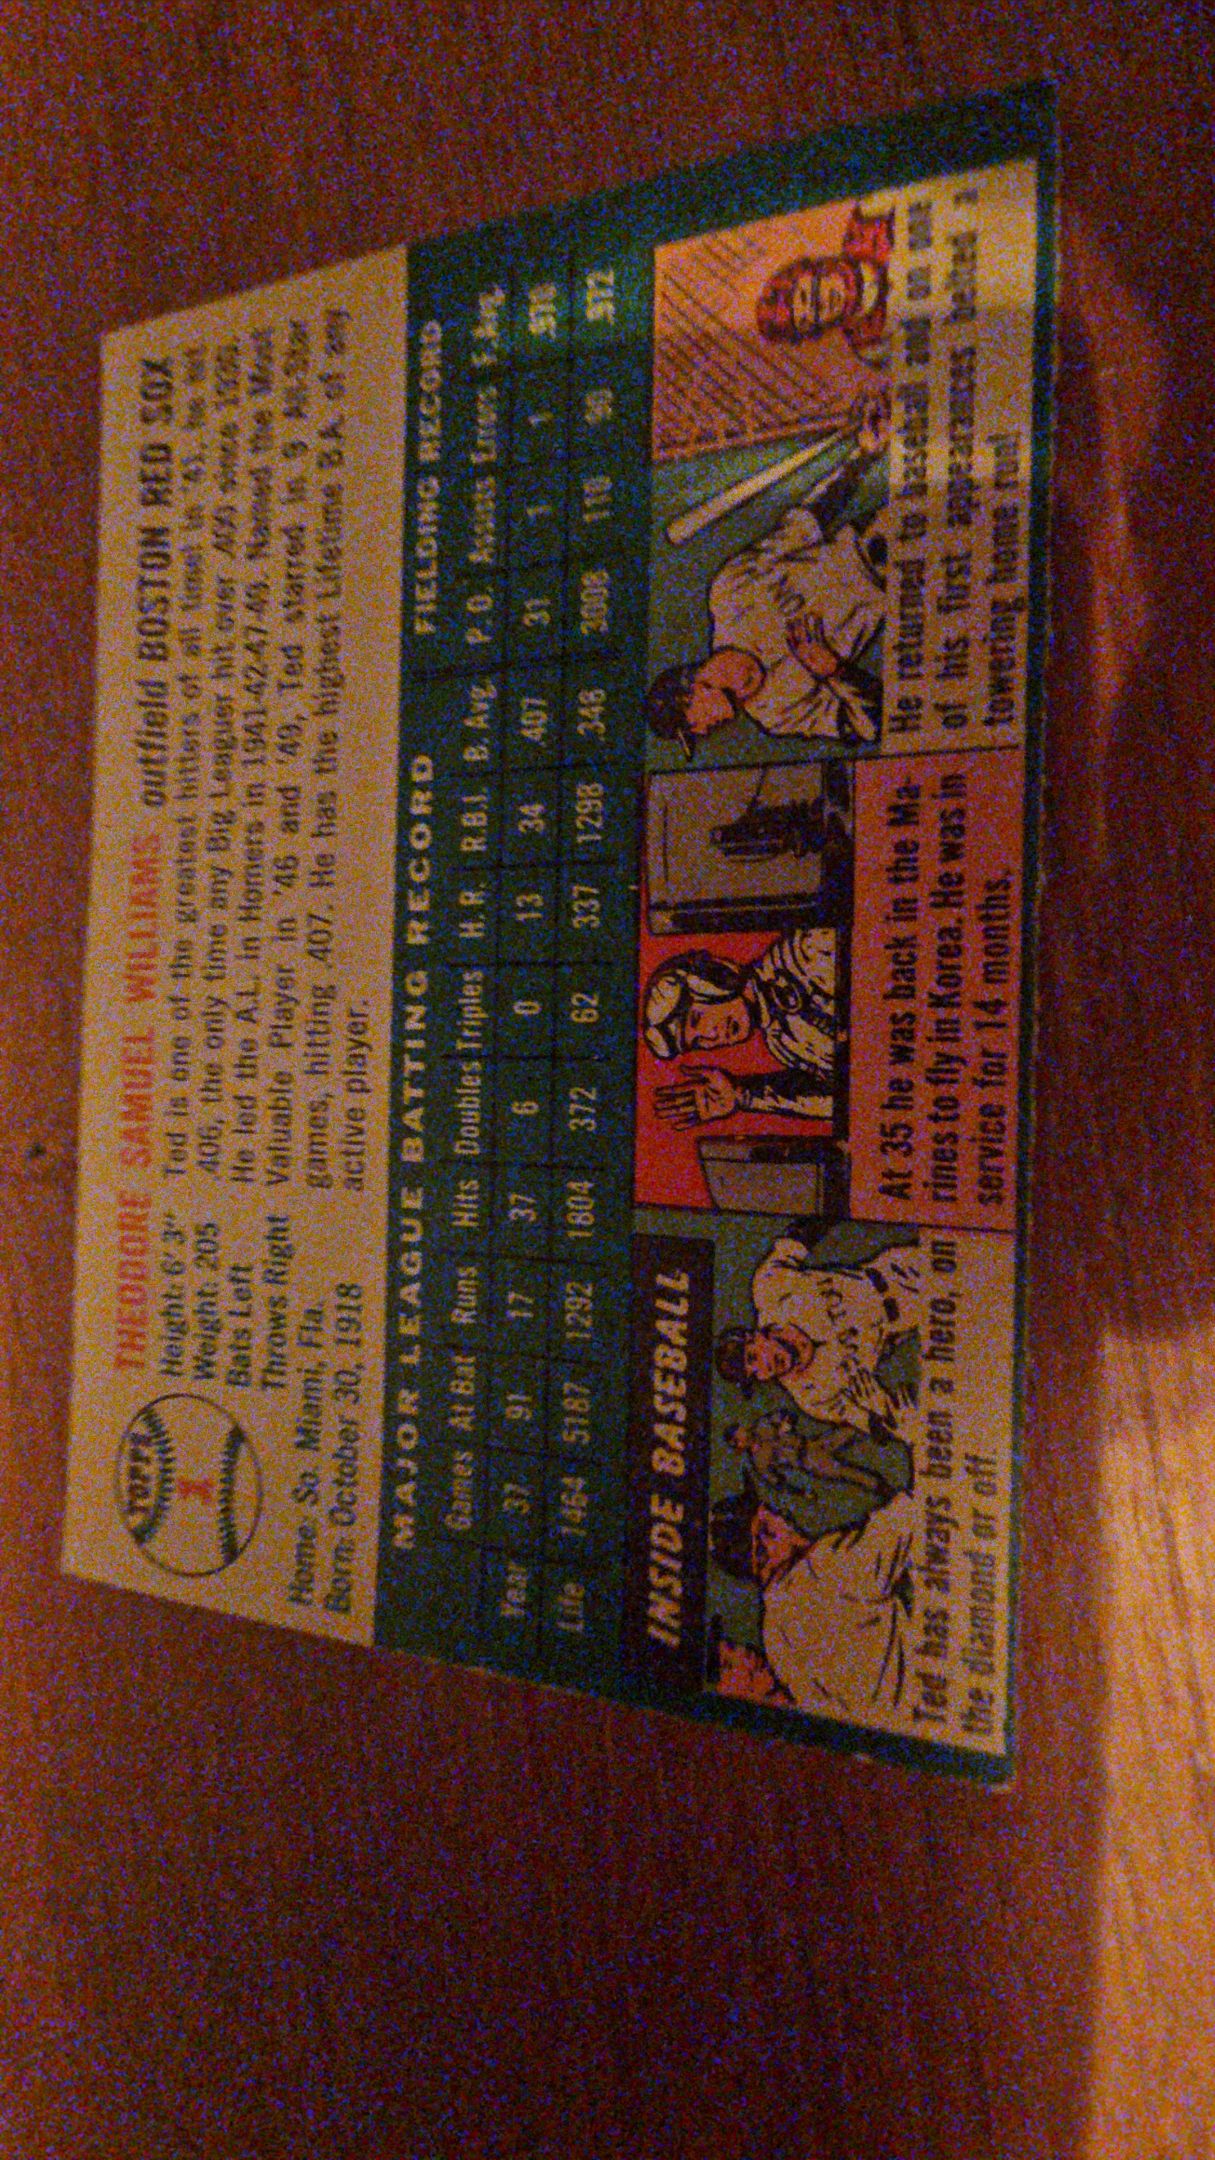 TOPPS
1
THEODORE SAMUEL WILLIAMS
outfield BOSTON RED SOX
Height: 6' 3"
Weight: 205
Bats Left
Throws Right
Home: So. Miami, Fla.
Born: October 30, 1918
Ted is one of the greatest hitters of all time! In '41, he hit
.406, the only time any Big Leaguer hit over .400 since 1930.
He led the A.L. in Homers in 1941-42-47-49. Named the Most
Valuable Player in '46 and '49, Ted starred in 9 All-Star
games, hitting .407. He has the highest Lifetime B.A. of any
active player.
MAJOR LEAGUE BATTING RECORD FIELDING RECORD
Games At Bat Runs Hits Doubles Triples H.R. R.B.I. B. Avg. P. O. Assists Errors F. Avg.
Year 37 91 17 37 6 0 13 34 .407 31 1 1 .970
Life 1464 5187 1292 1804 372 62 337 1298 .348 3008 110 90 .972
INSIDE BASEBALL
Ted has always been a hero, on
the diamond or off
At 35 he was back in the Ma-
rines to fly in Korea. He was in
service for 14 months.
He returned to baseball and on one
of his first appearances belted a
towering home run!